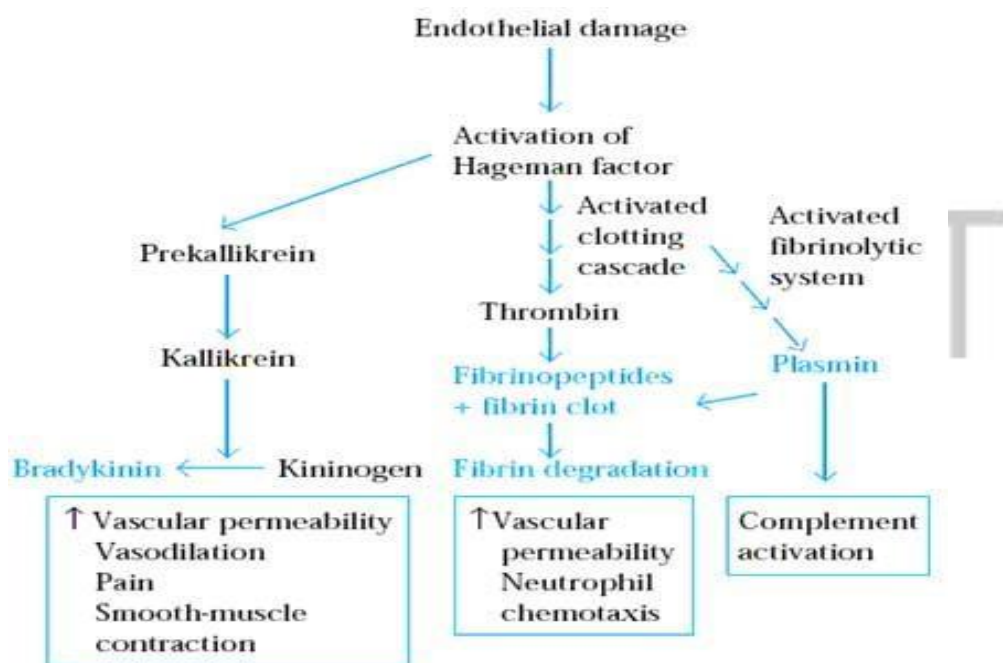 Endothelial damage
Activation of
Hageman factor
Activated
clotting
cascade
Activated
fibrinolytic
system
Prekallikrein
Thrombin
Kallikrein
Fibrinopeptides
+ fibrin clot
Plasmin
Bradykinin
Kininogen
Fibrin degradation
↑ Vascular permeability
Vasodilation
Pain
Smooth-muscle
contraction
↑ Vascular
permeability
Neutrophil
chemotaxis
Complement
activation